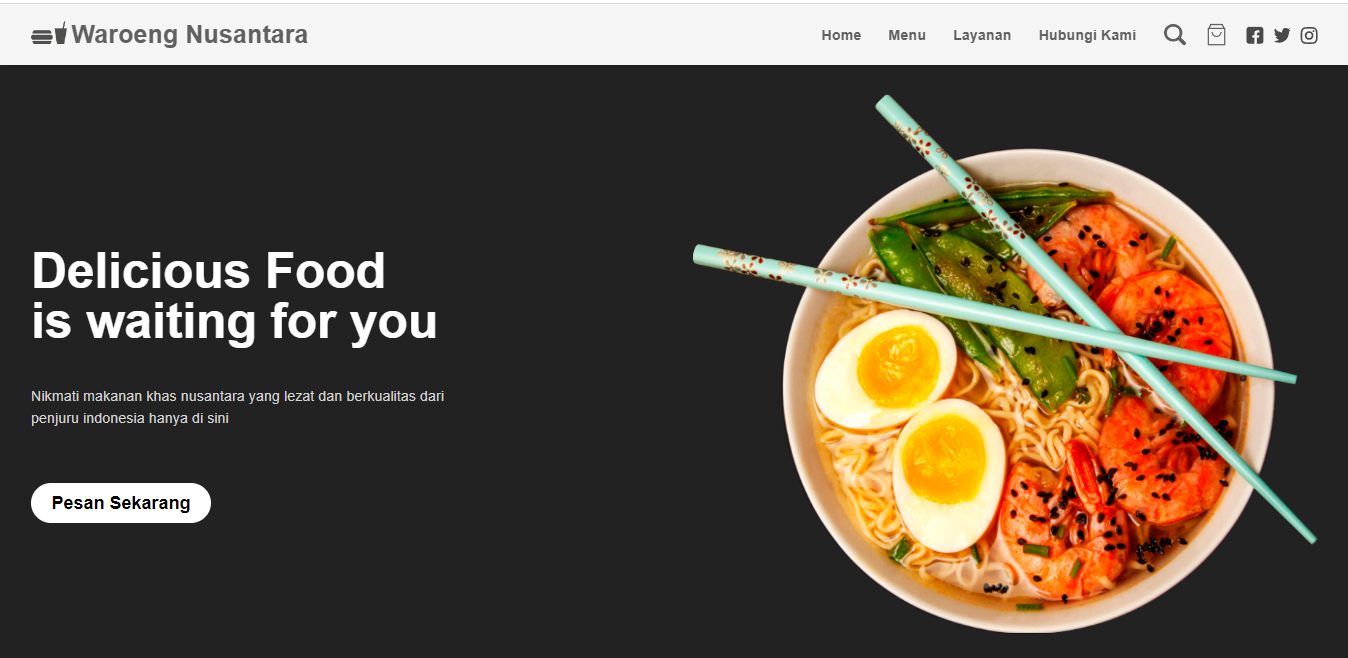 Waroeng Nusantara
Home Menu Layanan Hubungi Kami
Delicious Food
is waiting for you
Nikmati makanan khas nusantara yang lezat dan berkualitas dari
penjuru indonesia hanya di sini
Pesan Sekarang